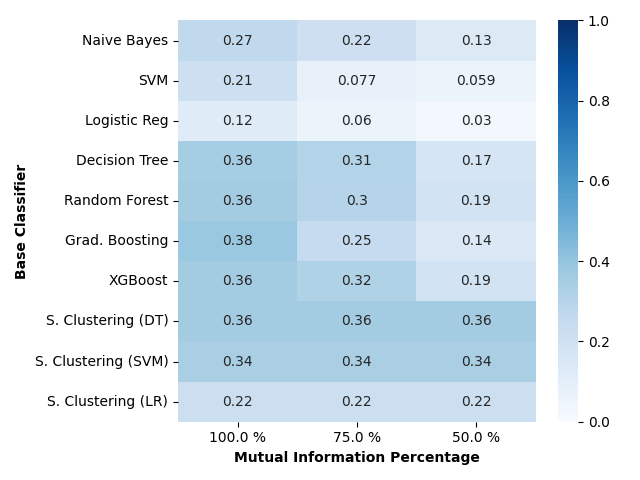 Naive Bayes 0.27 0.22 0.13
SVM 0.21 0.077 0.059
Logistic Reg 0.12 0.06 0.03
Decision Tree 0.36 0.31 0.17
Random Forest 0.36 0.3 0.19
Grad. Boosting 0.38 0.25 0.14
XGBoost 0.36 0.32 0.19
S. Clustering (DT) 0.36 0.36 0.36
S. Clustering (SVM) 0.34 0.34 0.34
S. Clustering (LR) 0.22 0.22 0.22
100.0 % 75.0 % 50.0 %
Mutual Information Percentage
Base Classifier
1.0
0.8
0.6
0.4
0.2
0.0